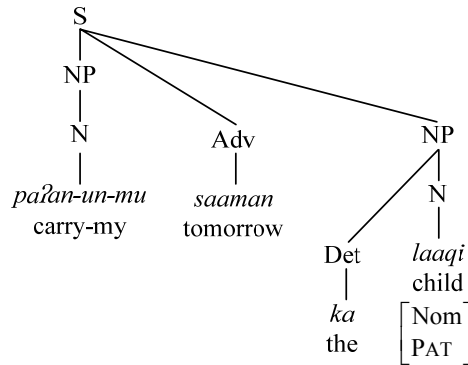 S
NP
N
Adv
NP
paʔan-un-mu
carry-my
saaman
tomorrow
N
Det
laaqi
child
ka
the
[Nom
PAT]